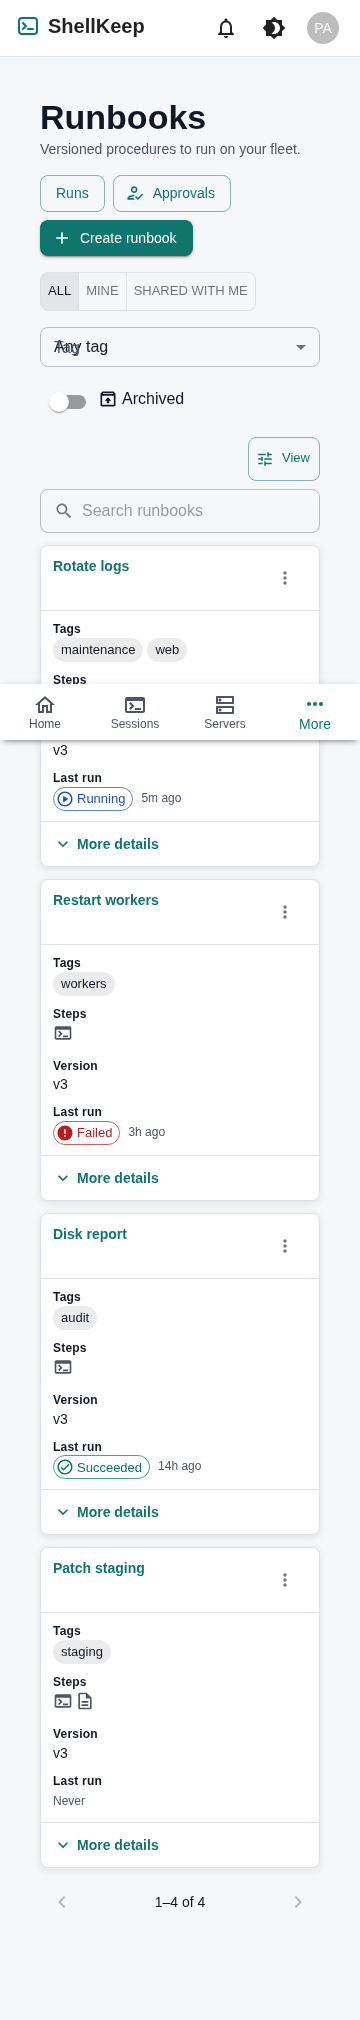 ShellKeep
PA
Runbooks
Versioned procedures to run on your fleet.
Runs
Approvals
Create runbook
ALL
MINE
SHARED WITH ME
Tag
Any tag
Archived
View
Search runbooks
Rotate logs
Tags
maintenance
web
Steps
Home
Sessions
Servers
More
v3
Last run
Running
5m ago
More details
Restart workers
Tags
workers
Steps
Version
v3
Last run
Failed
3h ago
More details
Disk report
Tags
audit
Steps
Version
v3
Last run
Succeeded
14h ago
More details
Patch staging
Tags
staging
Steps
Version
v3
Last run
Never
More details
1–4 of 4